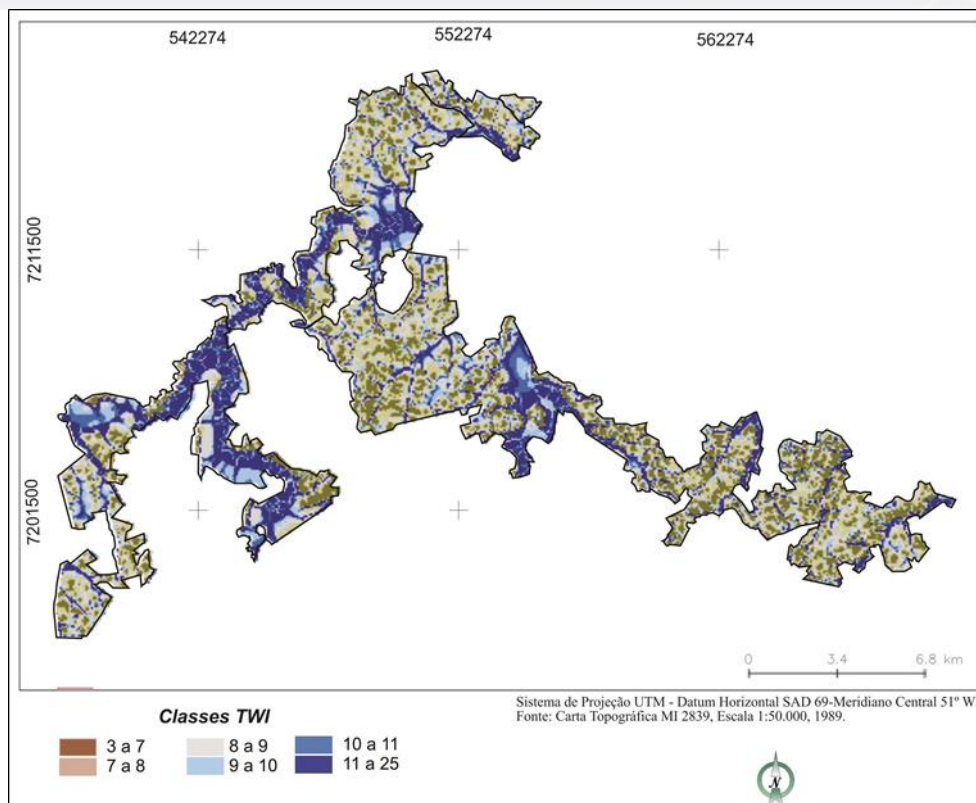 542274
552274
562274
7211500
7201500
0 3.4 6.8 km
Sistema de Projeção UTM - Datum Horizontal SAD 69-Meridiano Central 51º W
Fonte: Carta Topográfica MI 2839, Escala 1:50.000, 1989.
Classes TWI
3 a 7
7 a 8
8 a 9
9 a 10
10 a 11
11 a 25
N